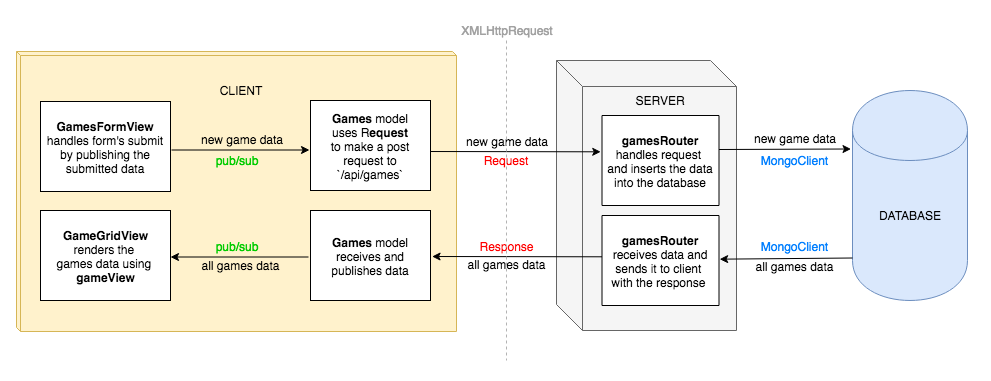 XMLHttpRequest
CLIENT
GamesFormView
handles form's submit
by publishing the
submitted data
new game data
pub/sub
Games model
uses Request
to make a post
request to
`/api/games`
new game data
Request
SERVER
gamesRouter
handles request
and inserts the data
into the database
new game data
MongoClient
DATABASE
GameGridView
renders the
games data using
gameView
pub/sub
all games data
Games model
receives and
publishes data
Response
all games data
gamesRouter
receives data and
sends it to client
with the response
MongoClient
all games data